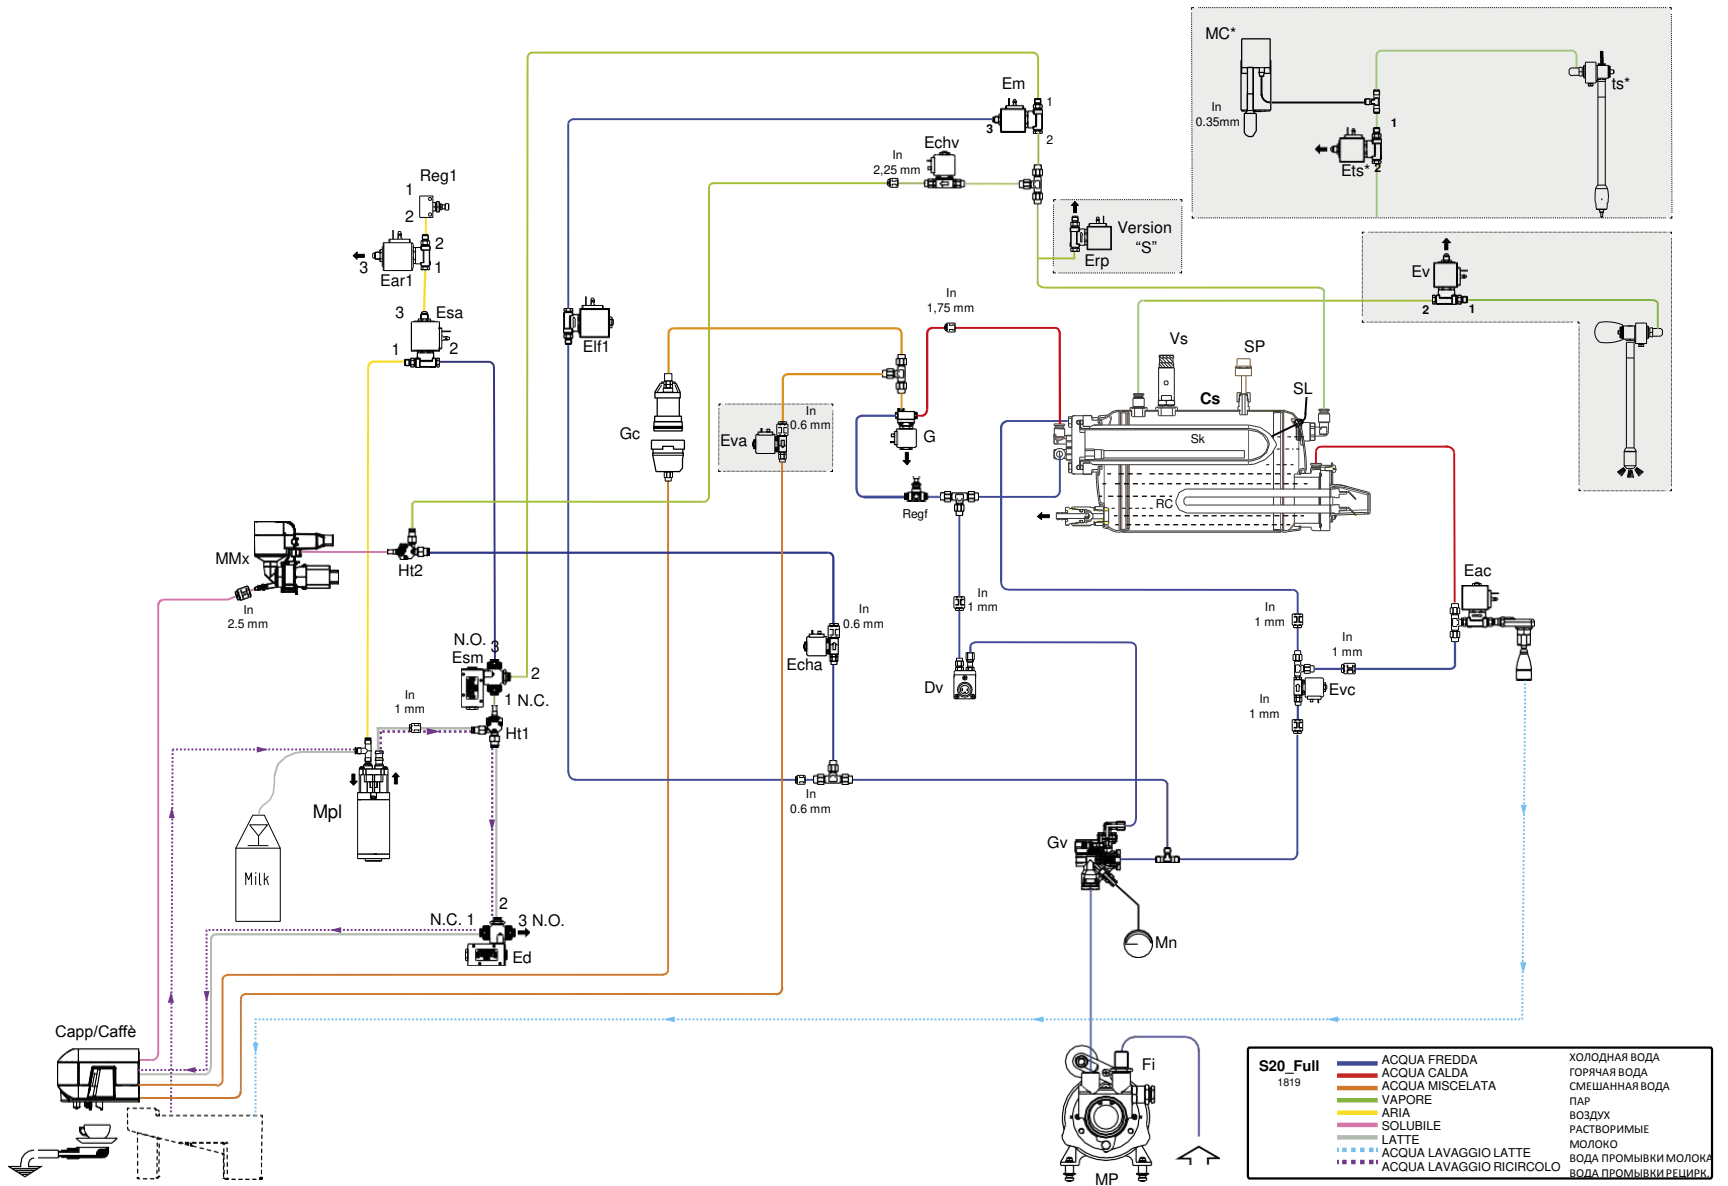 MC*
In
0.35mm
ts*
1
Ets*
2
Em
1
3
2
Echv
In
2,25 mm
Reg1
1
2
2
3
1
Ear1
Version
“S”
Erp
Ev
2
1
3
Esa
1
2
Elf1
In
1,75 mm
Vs
SP
Cs
SL
Sk
RC
Gc
Eva
In
0.6 mm
G
Regf
MMx
In
2.5 mm
Ht2
In
0.6 mm
Echa
In
1 mm
Dv
In
1 mm
In
1 mm
Eac
Evc
In
1 mm
N.O.
3
Esm
2
1 N.C.
In
1 mm
Ht1
Mpl
Milk
In
0.6 mm
Gv
Mn
2
N.C. 1
3 N.O.
Ed
Capp/Caffè
Fi
MP
S20_Full
1819
ACQUA FREDDA ХОЛОДНАЯ ВОДА
ACQUA CALDA ГОРЯЧАЯ ВОДА
ACQUA MISCELATA СМЕШАННАЯ ВОДА
VAPORE ПАР
ARIA ВОЗДУХ
SOLUBILE РАСТВОРИМЫЕ
LATTE МОЛОКО
ACQUA LAVAGGIO LATTE ВОДА ПРОМЫВКИ МОЛОКА
ACQUA LAVAGGIO RICIRCOLO ВОДА ПРОМЫВКИ РЕЦИРК.